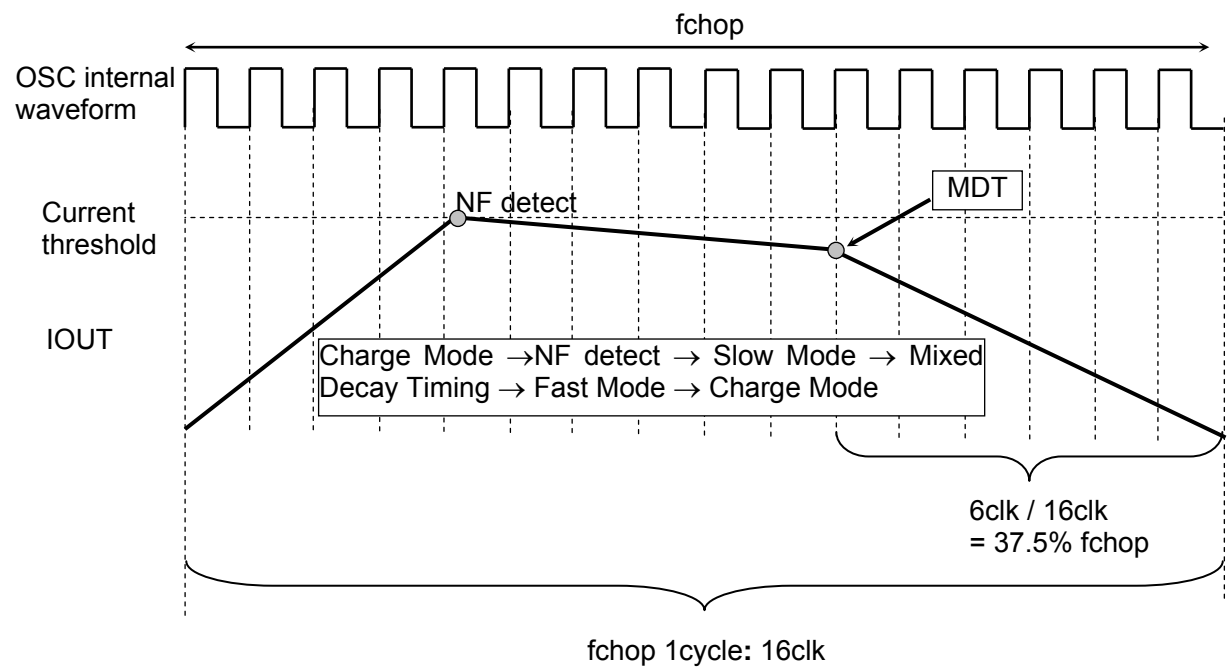 fchop
OSC internal
waveform
Current
threshold
NF detect
MDT
IOUT
Charge Mode →NF detect → Slow Mode → Mixed
Decay Timing → Fast Mode → Charge Mode
6clk / 16clk
= 37.5% fchop
fchop 1cycle: 16clk